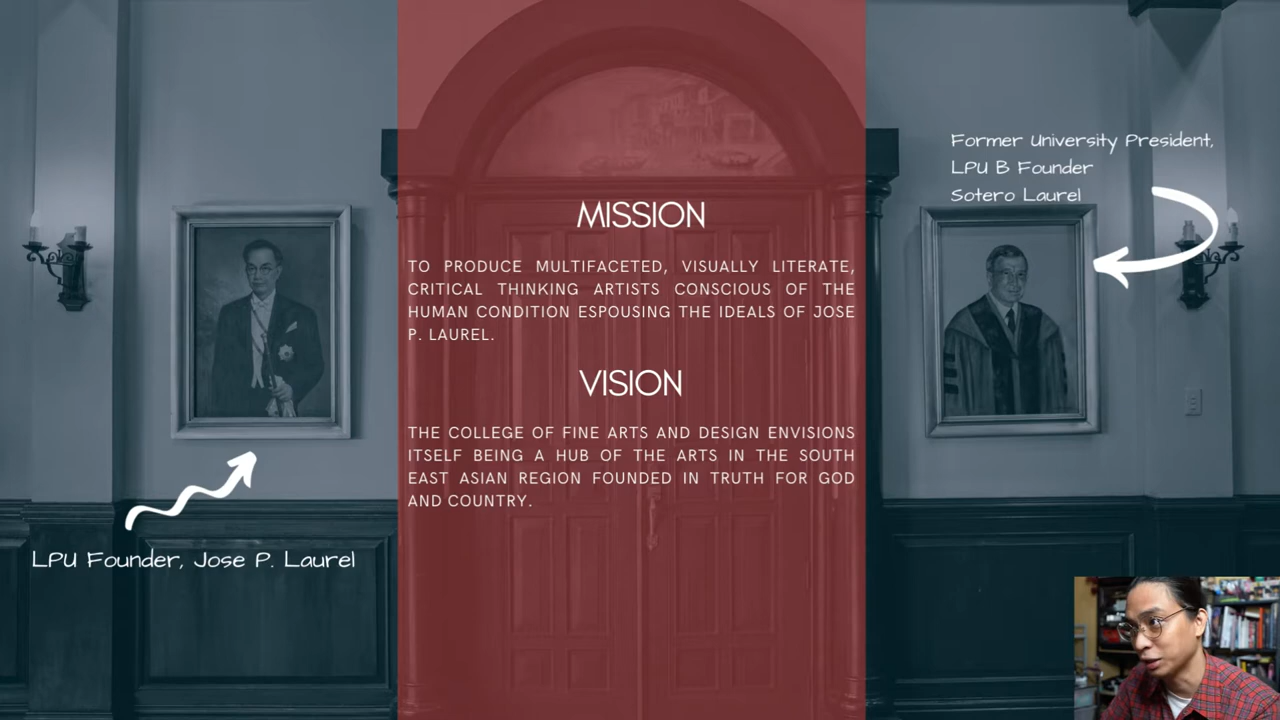 Former University President,
LPU B Founder
Sotero Laurel
MISSION
TO PRODUCE MULTIFACETED, VISUALLY LITERATE,
CRITICAL THINKING ARTISTS CONSCIOUS OF THE
HUMAN CONDITION ESPOUSING THE IDEALS OF JOSE
P. LAUREL.
VISION
THE COLLEGE OF FINE ARTS AND DESIGN ENVISIONS
ITSELF BEING A HUB OF THE ARTS IN THE SOUTH
EAST ASIAN REGION FOUNDED IN TRUTH FOR GOD
AND COUNTRY.
LPU Founder, Jose P. Laurel